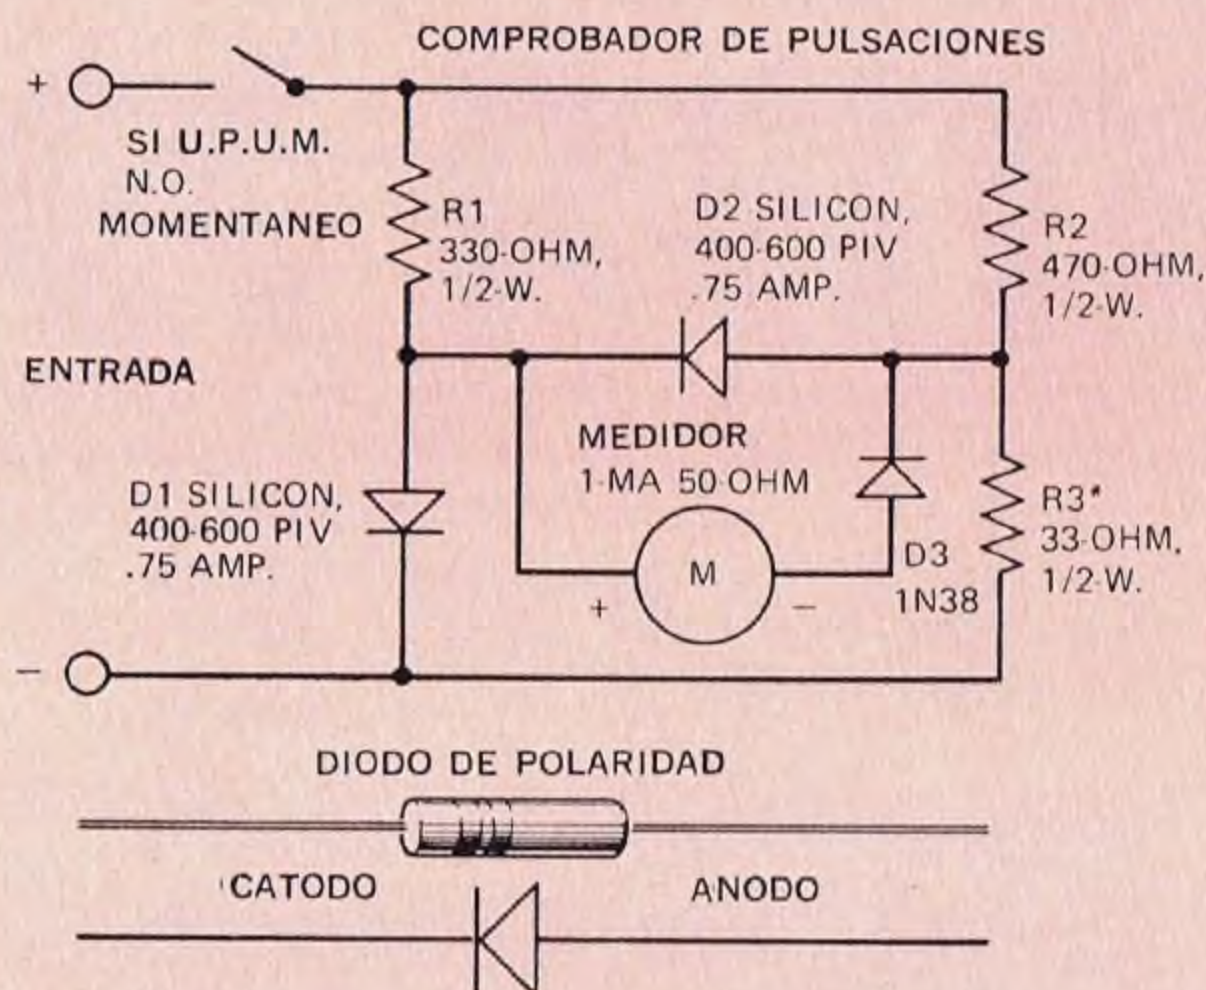 COMPROBADOR DE PULSACIONES
+
SI U.P.U.M.
N.O.
MOMENTANEO
R1
330-OHM,
1/2-W.
D2 SILICON,
400-600 PIV
.75 AMP.
R2
470-OHM,
1/2-W.
ENTRADA
MEDIDOR
1-MA 50-OHM
D1 SILICON,
400-600 PIV
.75 AMP.
M
+
−
D3
1N38
R3*
33-OHM,
1/2-W.
−
DIODO DE POLARIDAD
CATODO
ANODO